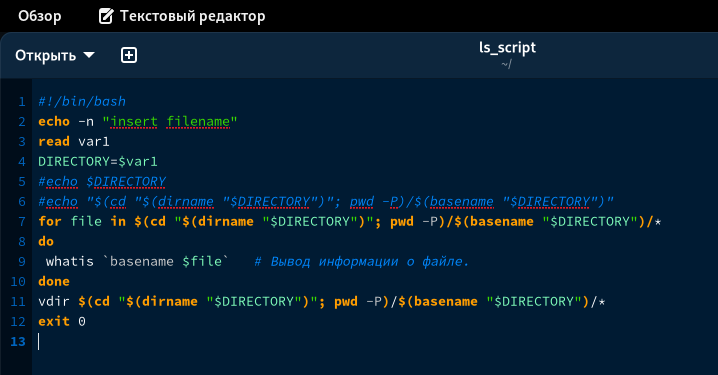 Обзор Текстовый редактор
Открыть ls_script
~/
1 #!/bin/bash
2 echo -n "insert filename"
3 read var1
4 DIRECTORY=$var1
5 #echo $DIRECTORY
6 #echo "$(cd "$(dirname "$DIRECTORY")"; pwd -P)/$(basename "$DIRECTORY")"
7 for file in $(cd "$(dirname "$DIRECTORY")"; pwd -P)/$(basename "$DIRECTORY")/*
8 do
9  whatis `basename $file`   # Вывод информации о файле.
10 done
11 vdir $(cd "$(dirname "$DIRECTORY")"; pwd -P)/$(basename "$DIRECTORY")/*
12 exit 0
13